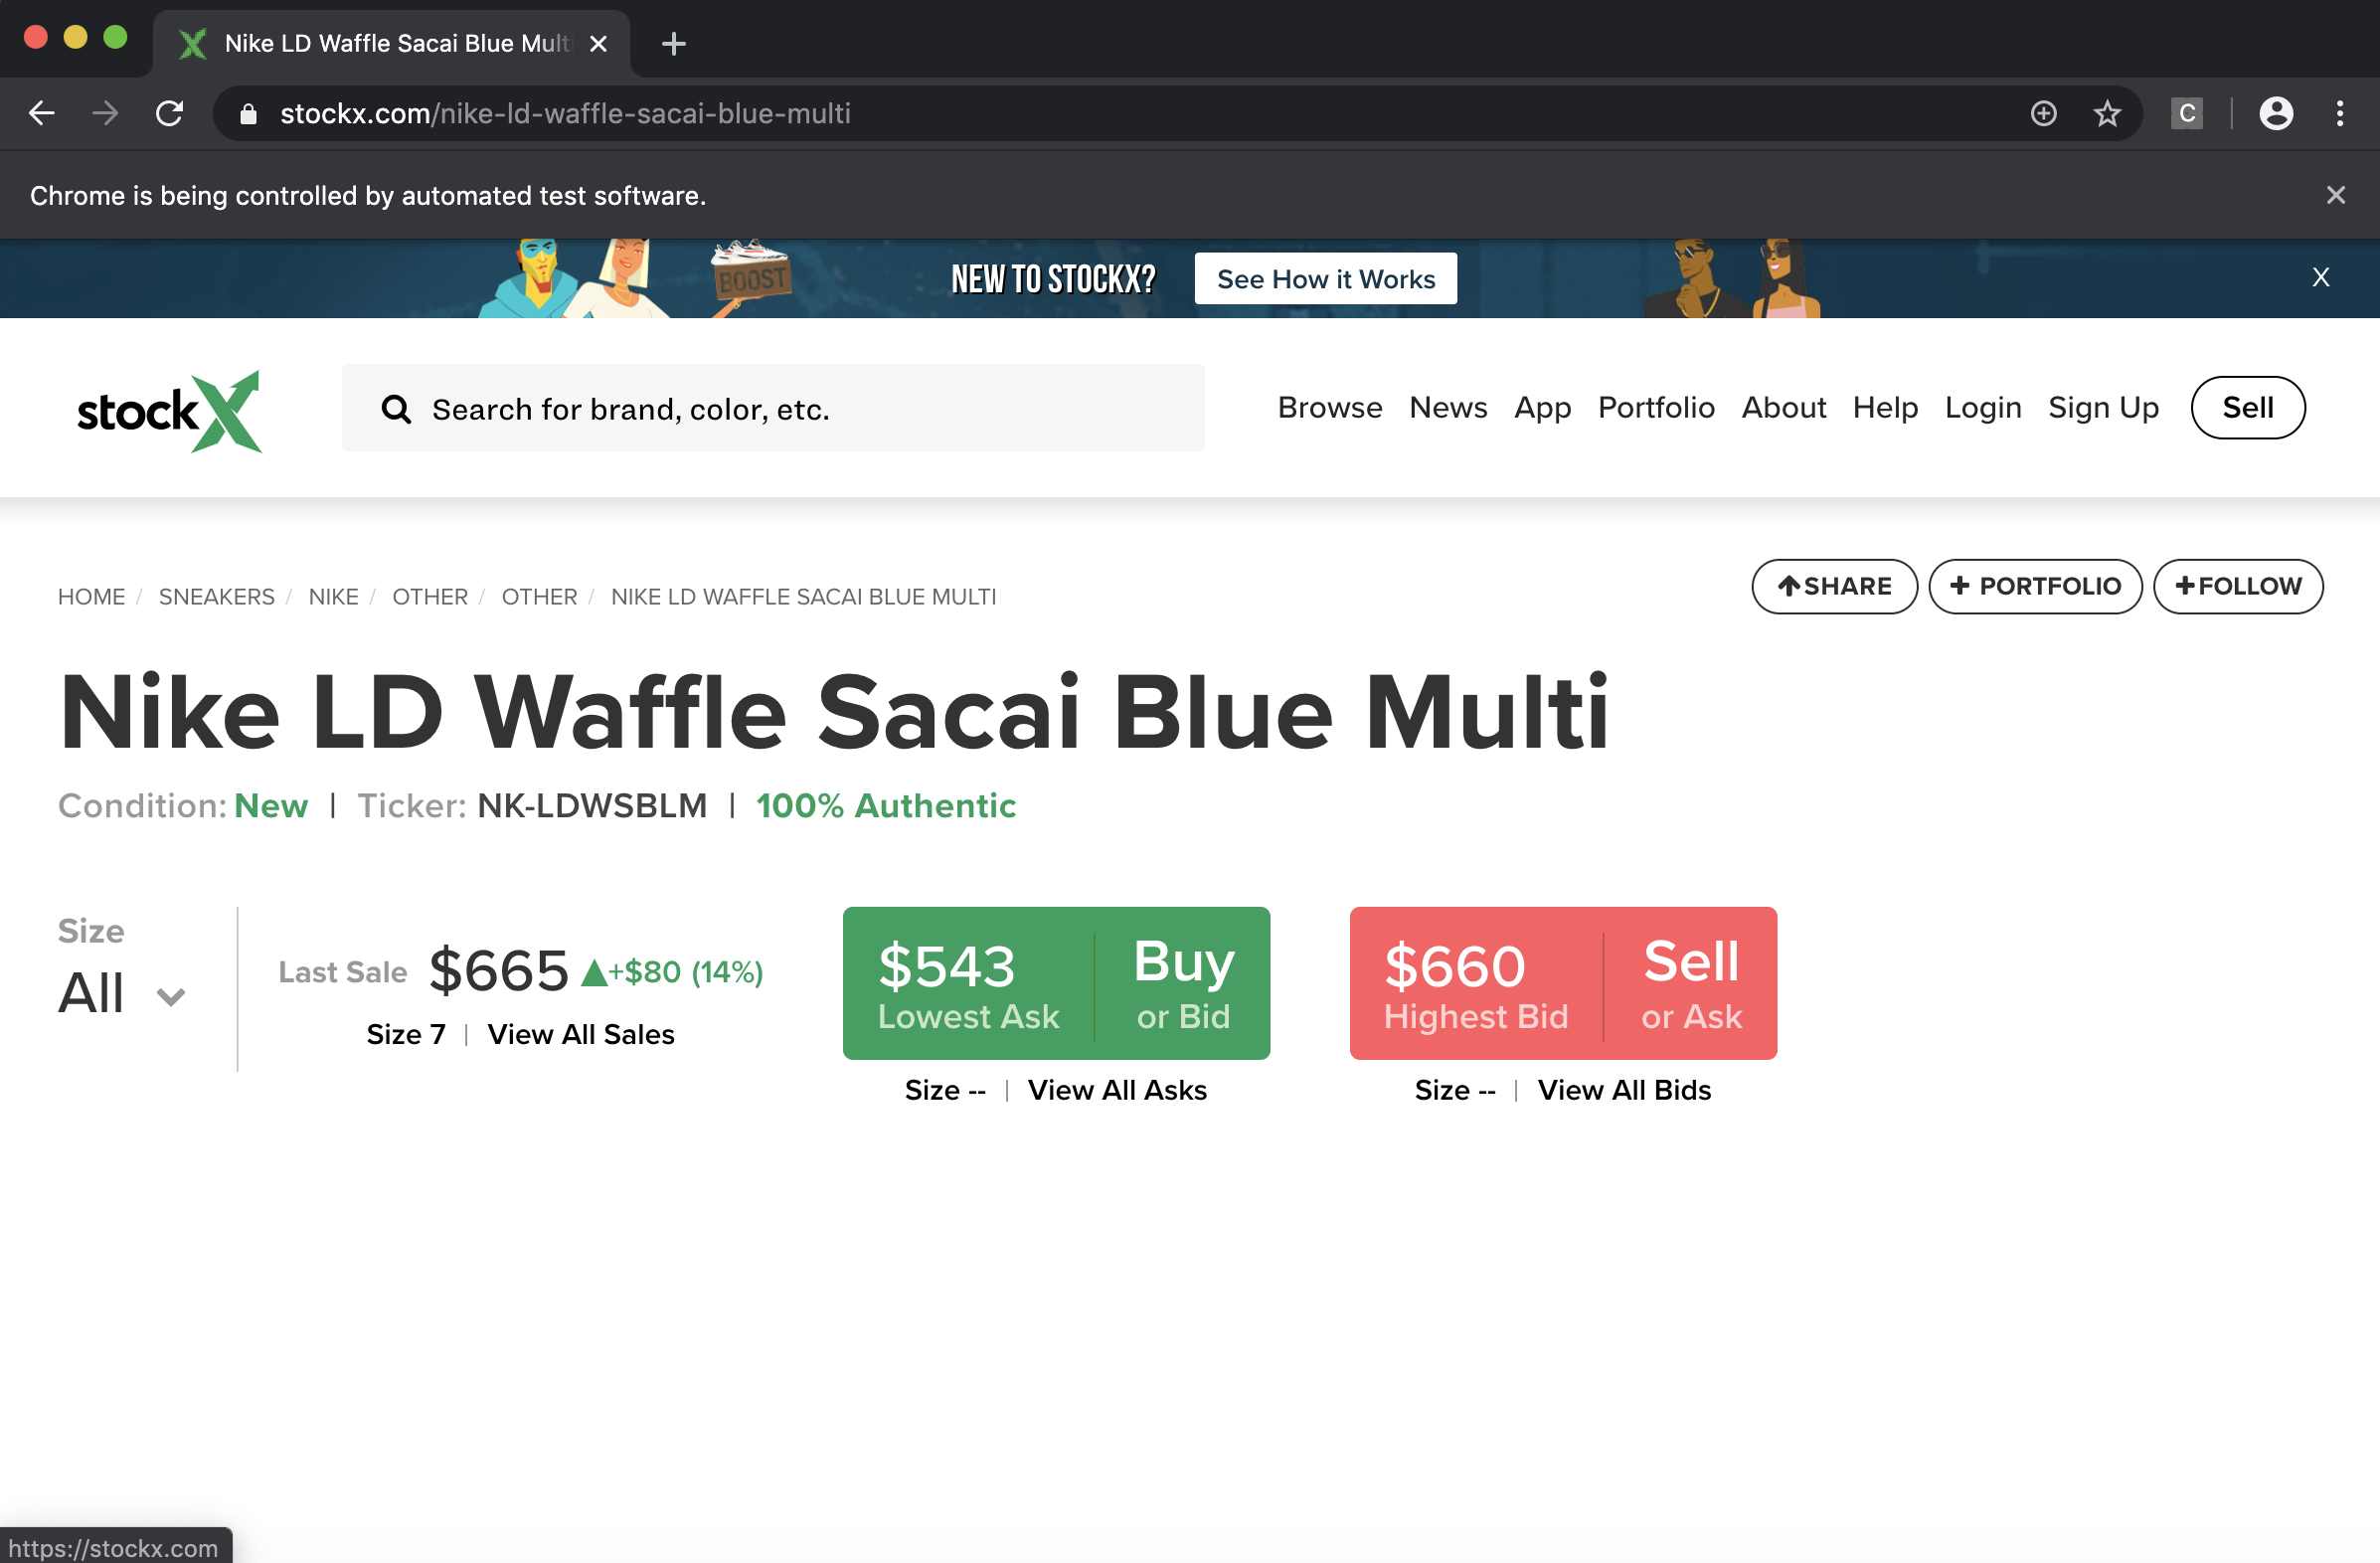 Nike LD Waffle Sacai Blue Multi
stockx.com/nike-ld-waffle-sacai-blue-multi
C
Chrome is being controlled by automated test software.
BOOST
NEW TO STOCKX?
See How it Works
X
stockX
Search for brand, color, etc.
Browse News App Portfolio About Help Login Sign Up Sell
HOME / SNEAKERS / NIKE / OTHER / OTHER / NIKE LD WAFFLE SACAI BLUE MULTI
SHARE + PORTFOLIO +FOLLOW
Nike LD Waffle Sacai Blue Multi
Condition: New | Ticker: NK-LDWSBLM | 100% Authentic
Size
All
Last Sale $665 ▲+$80 (14%)
Size 7 | View All Sales
$543
Lowest Ask
Buy
or Bid
Size -- | View All Asks
$660
Highest Bid
Sell
or Ask
Size -- | View All Bids
https://stockx.com